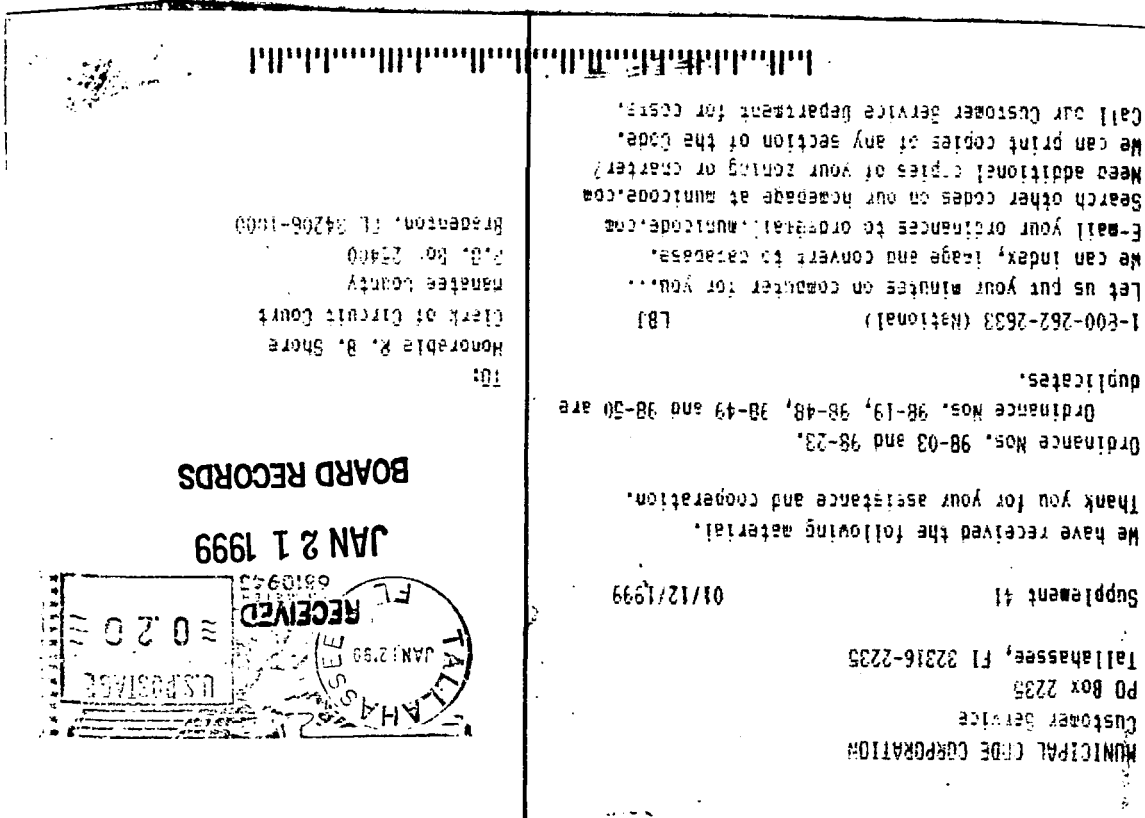 MUNICIPAL CODE CORPORATION
Customer Service
PO Box 2235
Tallahassee, Fl 32316-2235
Supplement 41 01/12/1999
We have received the following material.
Thank you for your assistance and cooperation.
Ordinance Nos. 98-03 and 98-23.
Ordinance Nos. 98-19, 98-48, 98-49 and 98-50 are
duplicates.
1-800-262-2633 (National) LBJ
Let us put your minutes on computer for you...
We can index, image and convert to database.
E-mail your ordinances to municode.com
Search other codes on our homepage at municode.com
Need additional copies of your zoning or charter?
We can print copies of any section of the Code.
Call our Customer Service Department for costs.
TALLAHASSEE FL
JAN 12'99
U.S. POSTAGE
≈ 0.20 ≈
6810943
RECEIVED
JAN 21 1999
BOARD RECORDS
TO:
Honorable R. B. Shore
Clerk of Circuit Court
Manatee County
P.O. Box 25400
Bradenton, FL 34206-1000